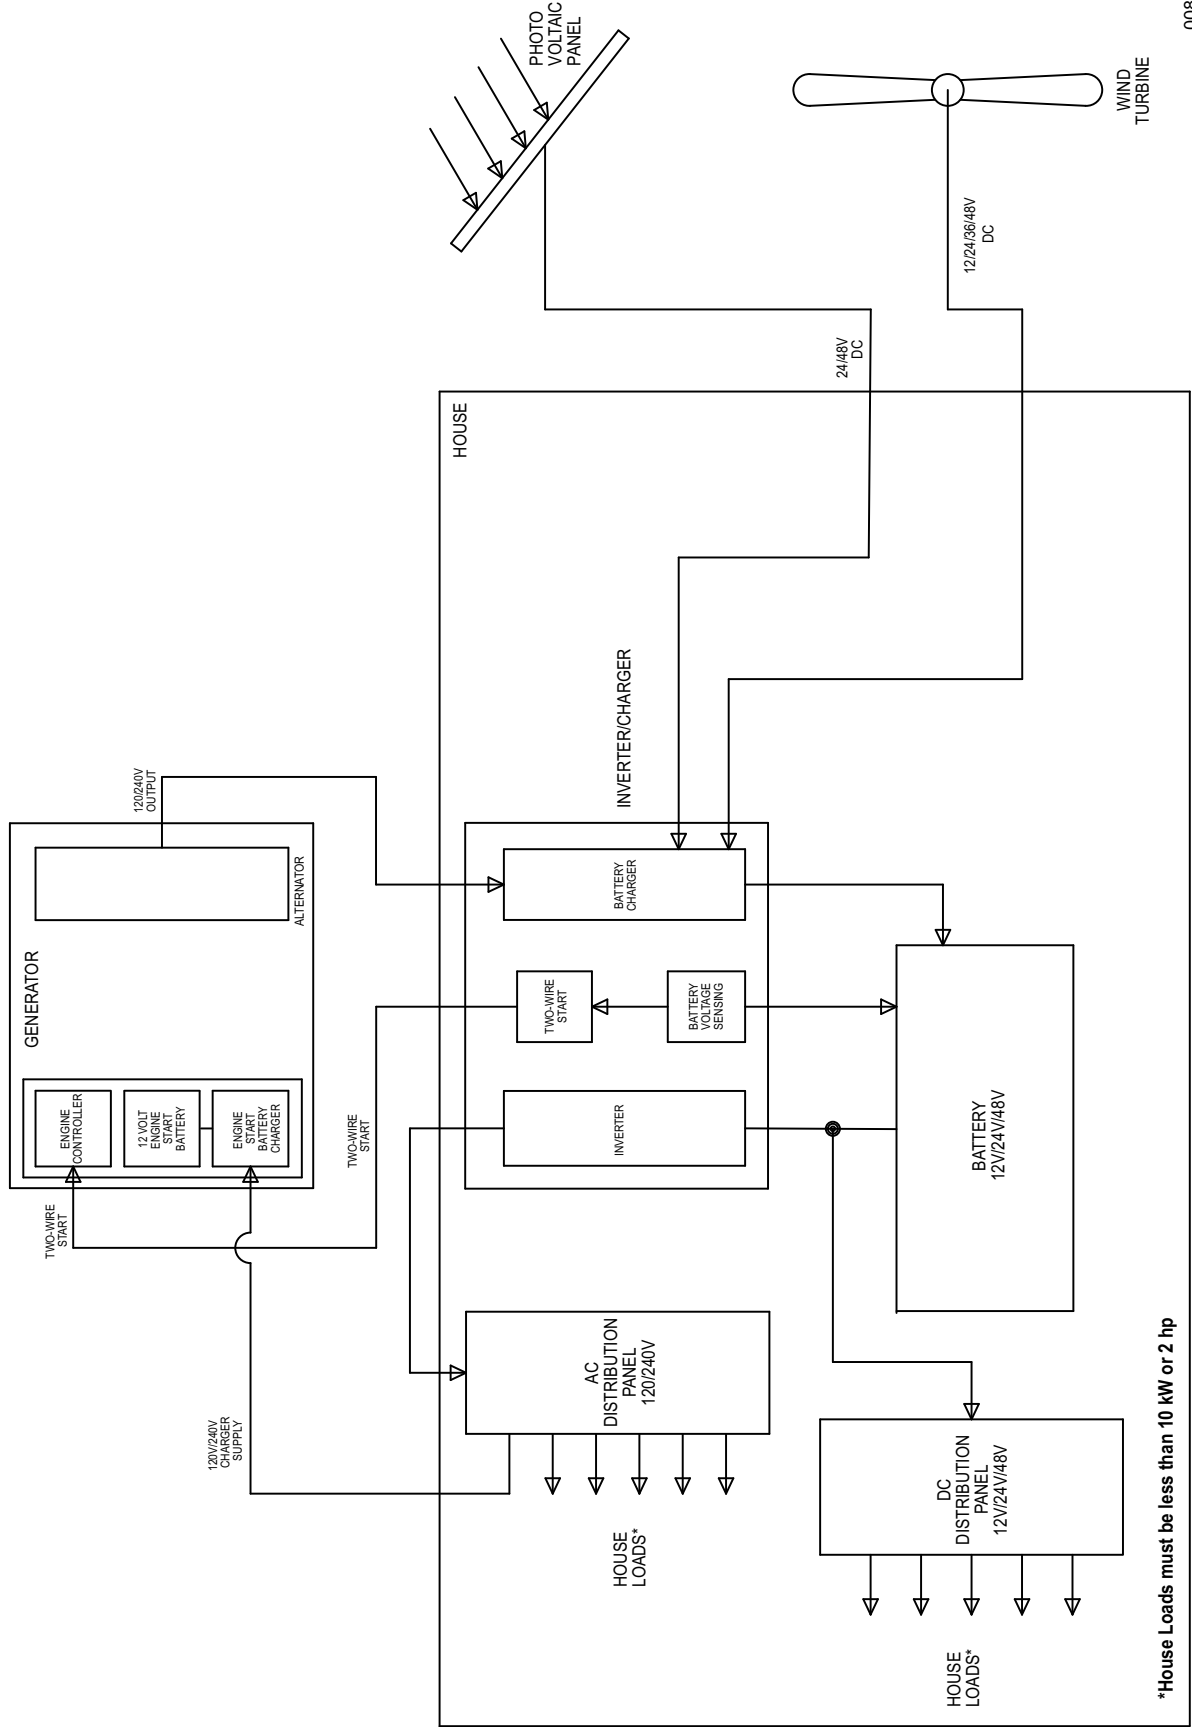 GENERATOR
ENGINE
CONTROLLER
12 VOLT
ENGINE
START
BATTERY
ENGINE
START
BATTERY
CHARGER
ALTERNATOR
120/240V
OUTPUT
TWO-WIRE
START
TWO-WIRE
START
120V/240V
CHARGER
SUPPLY
PHOTO
VOLTAIC
PANEL
24/48V
DC
WIND
TURBINE
12/24/36/48V
DC
HOUSE
INVERTER/CHARGER
BATTERY
CHARGER
TWO-WIRE
START
BATTERY
VOLTAGE
SENSING
INVERTER
AC
DISTRIBUTION
PANEL
120/240V
HOUSE
LOADS*
BATTERY
12V/24V/48V
DC
DISTRIBUTION
PANEL
12V/24V/48V
HOUSE
LOADS*
*House Loads must be less than 10 kW or 2 hp